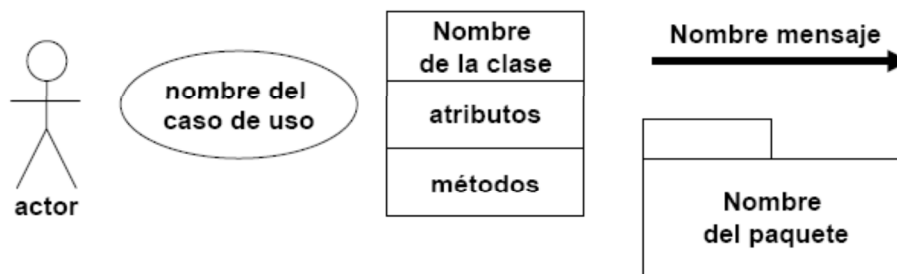 actor
nombre del
caso de uso
Nombre
de la clase
atributos
métodos
Nombre mensaje
Nombre
del paquete